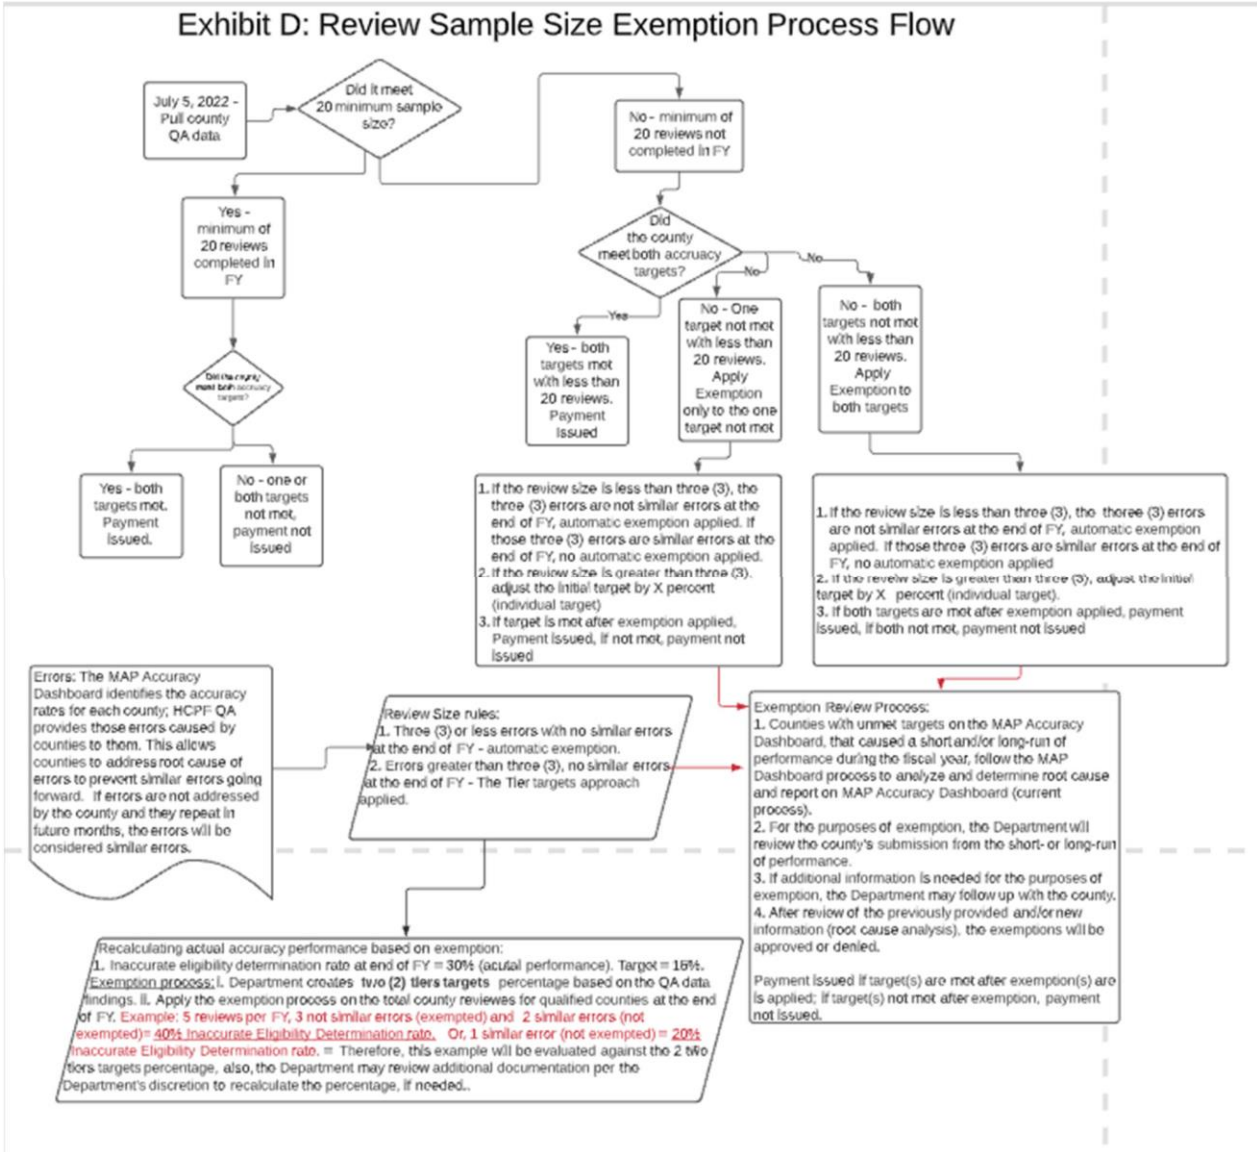 Exhibit D: Review Sample Size Exemption Process Flow
July 5, 2022 -
Pull county
QA data
Did it meet
20 minimum sample
size?
No - minimum of
20 reviews not
completed in FY
Yes -
minimum of
20 reviews
completed in
FY
Did
the county
meet both accruacy
targets?
No
No
Yes
Did the county
meet both accruacy
targets?
Yes - both
targets met
with less than
20 reviews.
Payment
Issued
No - One
target not met
with less than
20 reviews.
Apply
Exemption
only to the one
target not met
No - both
targets not met
with less than
20 reviews.
Apply
Exemption to
both targets
Yes - both
targets met.
Payment
issued.
No - one or
both targets
not met,
payment not
issued
1. If the review size is less than three (3), the
three (3) errors are not similar errors at the
end of FY, automatic exemption applied. If
those three (3) errors are similar errors at the
end of FY, no automatic exemption applied.
2. If the review size is greater than three (3),
adjust the initial target by X percent
(individual target)
3. If target is met after exemption applied,
Payment issued, if not met, payment not
issued
1. If the review size is less than three (3), the thoree (3) errors
are not similar errors at the end of FY, automatic exemption
applied. If those three (3) errors are similar errors at the end of
FY, no automatic exemption applied
2. If the reveiw size is greater than three (3), adjust the initial
target by X percent (individual target).
3. If both targets are met after exemption applied, payment
issued, if both not met, payment not issued
Errors: The MAP Accuracy
Dashboard identifies the accuracy
rates for each county; HCPF QA
provides those errors caused by
counties to them. This allows
counties to address root cause of
errors to prevent similar errors going
forward. If errors are not addressed
by the county and they repeat in
future months, the errors will be
considered similar errors.
Review Size rules:
1. Three (3) or less errors with no similar errors
at the end of FY - automatic exemption.
2. Errors greater than three (3), no similar errors
at the end of FY - The Tier targets approach
applied.
Exemption Review Process:
1. Counties with unmet targets on the MAP Accuracy
Dashboard, that caused a short and/or long-run of
performance during the fiscal year, follow the MAP
Dashboard process to analyze and determine root cause
and report on MAP Accuracy Dashboard (current
process).
2. For the purposes of exemption, the Department will
review the county's submission from the short- or long-run
of performance.
3. If additional information is needed for the purposes of
exemption, the Department may follow up with the county.
4. After review of the previously provided and/or new
information (root cause analysis), the exemptions will be
approved or denied.
Payment issued if target(s) are met after exemption(s) are
is applied; if target(s) not met after exemption, payment
not issued.
Recalculating actual accuracy performance based on exemption:
1. Inaccurate eligibility determination rate at end of FY = 30% (acutal performance). Target = 15%.
Exemption process: i. Department creates two (2) tiers targets percentage based on the QA data
findings. ii. Apply the exemption process on the total county reviewes for qualified counties at the end
of FY. Example: 5 reviews per FY, 3 not similar errors (exempted) and 2 similar errors (not
exempted)= 40% Inaccurate Eligibility Determination rate. Or, 1 similar error (not exempted) = 20%
Inaccurate Eligibility Determination rate. = Therefore, this example will be evaluated against the 2 two
tiers targets percentage, also, the Department may review additional documentation per the
Department's discretion to recalculate the percentage, if needed..